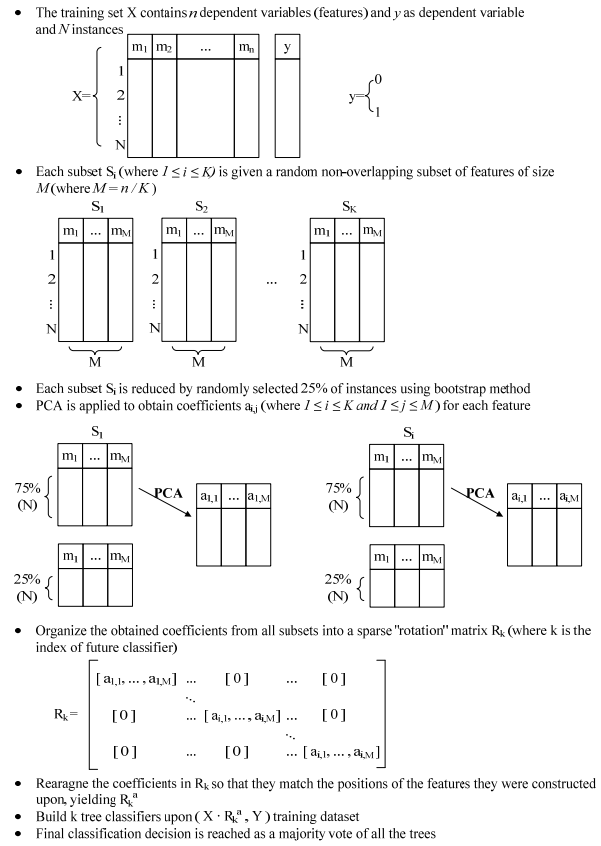 • The training set X contains n dependent variables (features) and y as dependent variable
and N instances
m1 m2 ... mn y
1
X= 2 y= 0
⋮ 1
N
• Each subset Si (where 1 ≤ i ≤ K) is given a random non-overlapping subset of features of size
M (where M = n / K)
S1 S2 SK
m1 ... mM m1 ... mM m1 ... mM
1 1 1
2 2 ... 2
⋮ ⋮ ⋮
N N N
M M M
• Each subset Si is reduced by randomly selected 25% of instances using bootstrap method
• PCA is applied to obtain coefficients ai,j (where 1 ≤ i ≤ K and 1 ≤ j ≤ M) for each feature
S1 Si
m1 ... mM m1 ... mM
75% (N) PCA a1,1 ... a1,M 75% (N) PCA ai,1 ... ai,M
m1 ... mM m1 ... mM
25% (N) 25% (N)
• Organize the obtained coefficients from all subsets into a sparse "rotation" matrix Rk (where k is the
index of future classifier)
[ a1,1, ... , a1,M ] ... [ 0 ] ... [ 0 ]
⋱
Rk = [ 0 ] ... [ ai,1, ... , ai,M ] ... [ 0 ]
⋱
[ 0 ] ... [ 0 ] ... [ ai,1, ... , ai,M ]
• Rearagne the coefficients in Rk so that they match the positions of the features they were constructed
upon, yielding Rka
• Build k tree classifiers upon ( X · Rka , Y ) training dataset
• Final classification decision is reached as a majority vote of all the trees